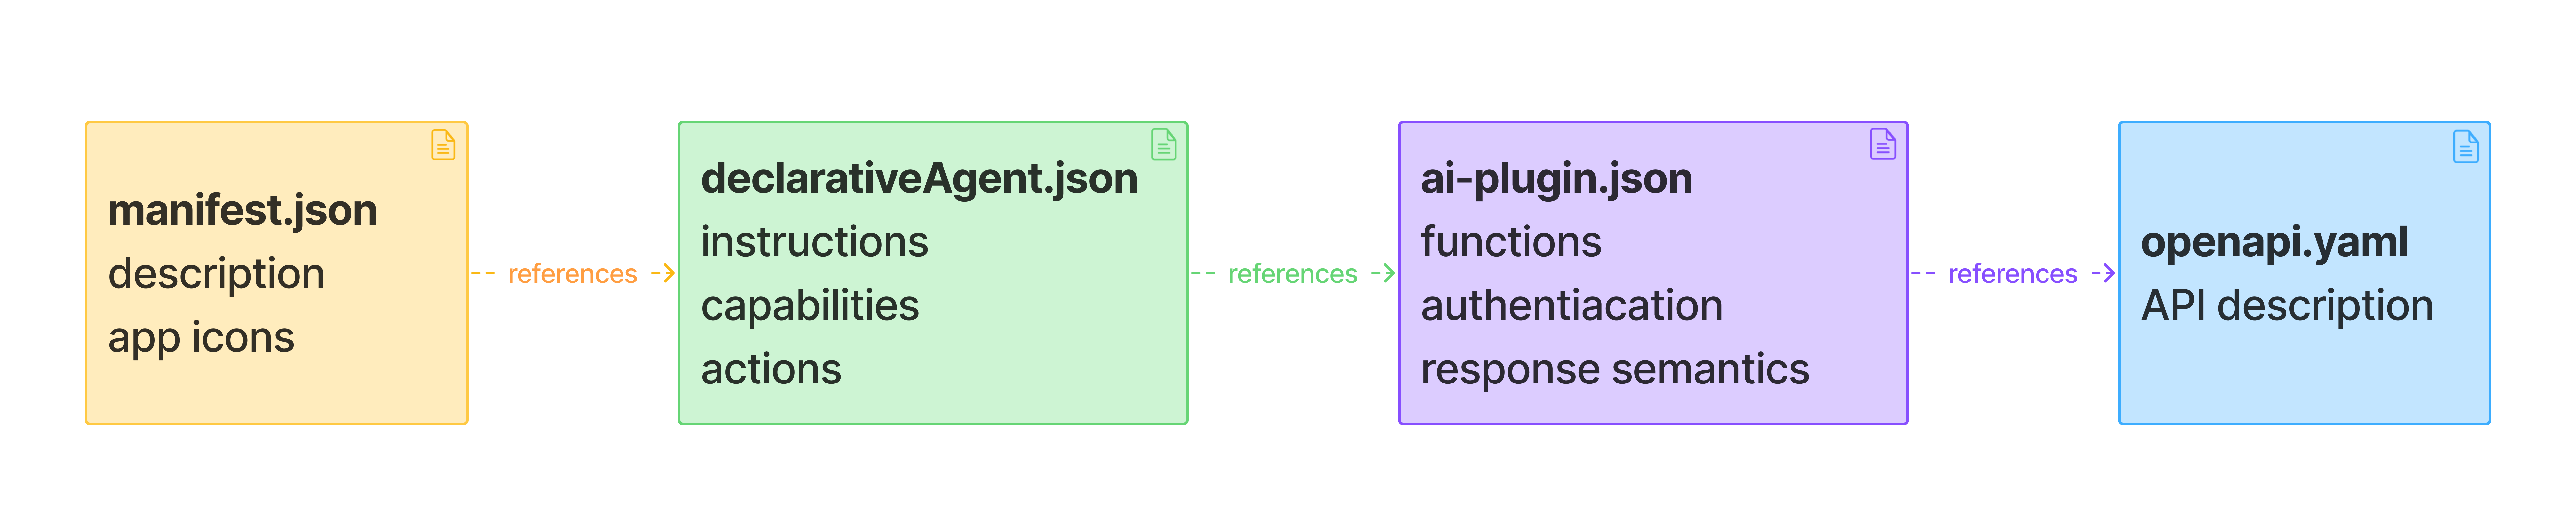 manifest.json
description
app icons
references
declarativeAgent.json
instructions
capabilities
actions
references
ai-plugin.json
functions
authentiacation
response semantics
references
openapi.yaml
API description